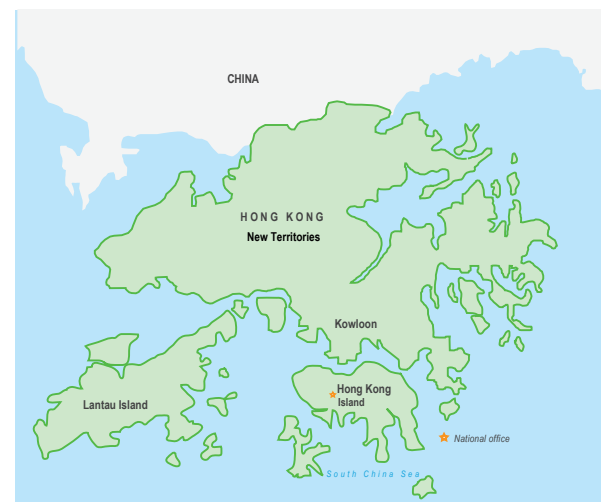 CHINA
HONG KONG
New Territories
Kowloon
Hong Kong
Island
Lantau Island
National office
South China Sea